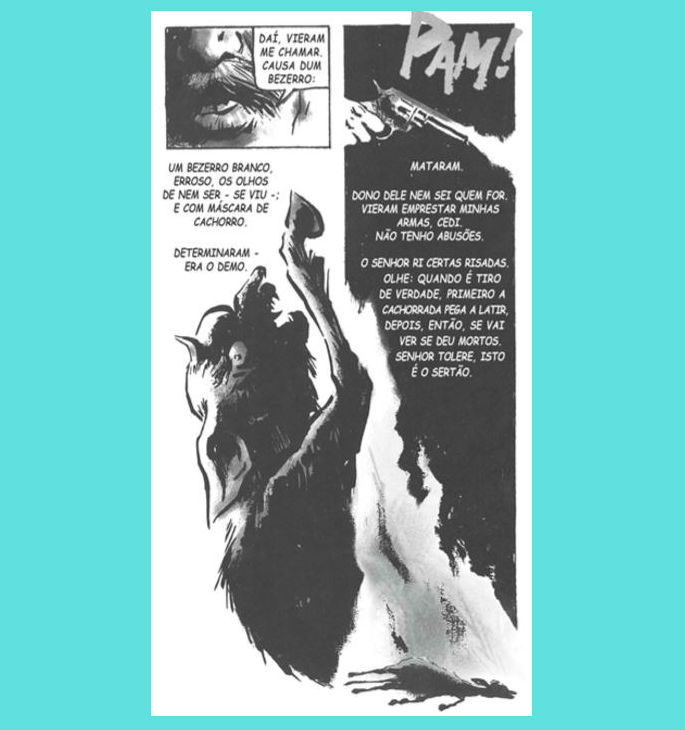 DAÍ, VIERAM
ME CHAMAR.
CAUSA DUM
BEZERRO:
UM BEZERRO BRANCO,
ERROSO, OS OLHOS
DE NEM SER - SE VIU -;
E COM MÁSCARA DE
CACHORRO.
DETERMINARAM -
ERA O DEMO.
PAM!
MATARAM.
DONO DELE NEM SEI QUEM FOR.
VIERAM EMPRESTAR MINHAS
ARMAS, CEDI.
NÃO TENHO ABUSÕES.
O SENHOR RI CERTAS RISADAS.
OLHE: QUANDO É TIRO
DE VERDADE, PRIMEIRO A
CACHORRADA PEGA A LATIR,
DEPOIS, ENTÃO, SE VAI
VER SE DEU MORTOS.
SENHOR TOLERE, ISTO
É O SERTÃO.